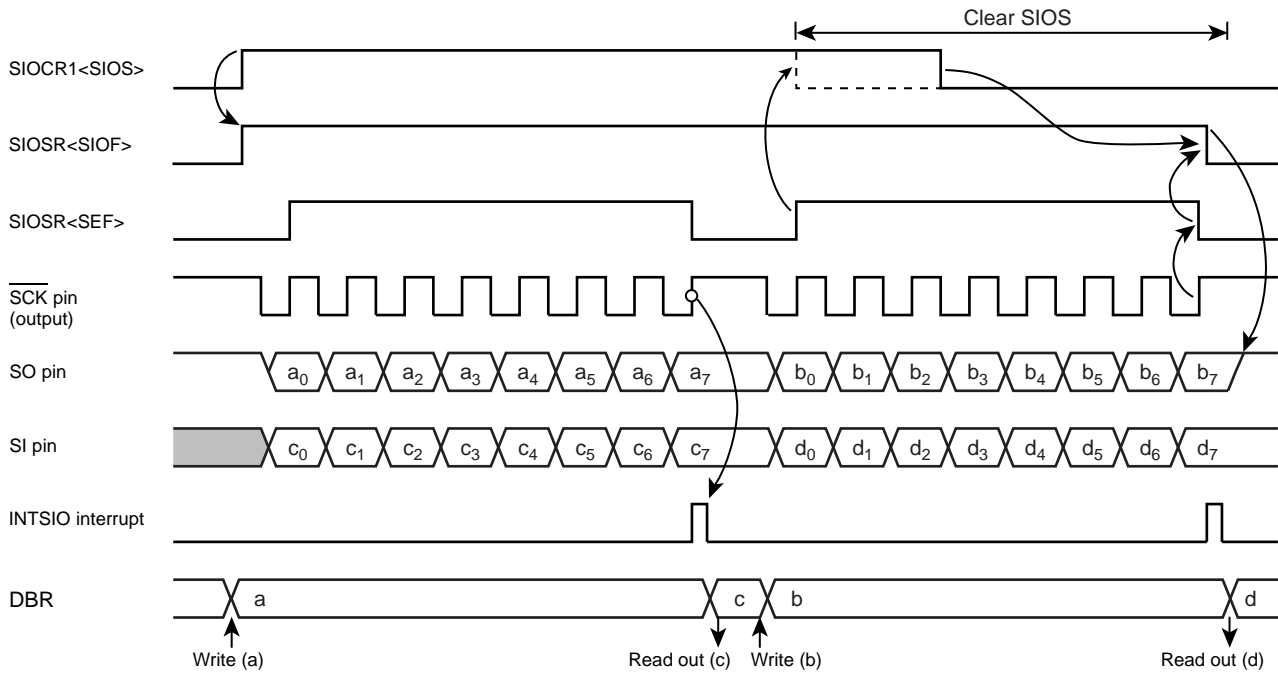 Clear SIOS
SIOCR1<SIOS>
SIOSR<SIOF>
SIOSR<SEF>
SCK pin
(output)
SO pin
a0 a1 a2 a3 a4 a5 a6 a7 b0 b1 b2 b3 b4 b5 b6 b7
SI pin
c0 c1 c2 c3 c4 c5 c6 c7 d0 d1 d2 d3 d4 d5 d6 d7
INTSIO interrupt
DBR a c b d
Write (a) Read out (c) Write (b) Read out (d)